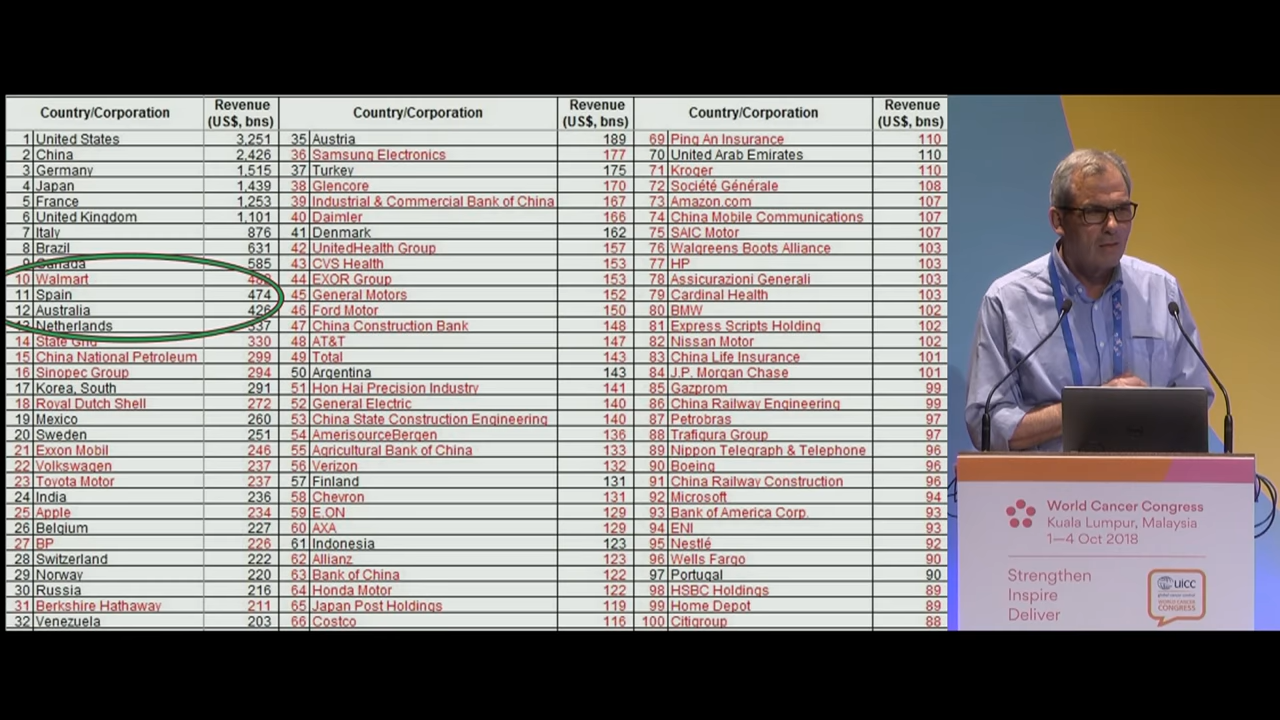 Country/Corporation Revenue (US$, bns)
1 United States 3,251
2 China 2,426
3 Germany 1,515
4 Japan 1,439
5 France 1,253
6 United Kingdom 1,101
7 Italy 876
8 Brazil 631
9 Canada 585
10 Walmart
11 Spain 474
12 Australia 426
13 Netherlands 337
14 State Grid 330
15 China National Petroleum 299
16 Sinopec Group 294
17 Korea, South 291
18 Royal Dutch Shell 272
19 Mexico 260
20 Sweden 251
21 Exxon Mobil 246
22 Volkswagen 237
23 Toyota Motor 237
24 India 236
25 Apple 234
26 Belgium 227
27 BP 226
28 Switzerland 222
29 Norway 220
30 Russia 216
31 Berkshire Hathaway 211
32 Venezuela 203
Country/Corporation Revenue (US$, bns)
35 Austria 189
36 Samsung Electronics 177
37 Turkey 175
38 Glencore 170
39 Industrial & Commercial Bank of China 167
40 Daimler 166
41 Denmark 162
42 UnitedHealth Group 157
43 CVS Health 153
44 EXOR Group 153
45 General Motors 152
46 Ford Motor 150
47 China Construction Bank 148
48 AT&T 147
49 Total 143
50 Argentina 143
51 Hon Hai Precision Industry 141
52 General Electric 140
53 China State Construction Engineering 140
54 AmerisourceBergen 136
55 Agricultural Bank of China 133
56 Verizon 132
57 Finland 131
58 Chevron 131
59 E.ON 129
60 AXA 129
61 Indonesia 123
62 Allianz 123
63 Bank of China 122
64 Honda Motor 122
65 Japan Post Holdings 119
66 Costco 116
Country/Corporation Revenue (US$, bns)
69 Ping An Insurance 110
70 United Arab Emirates 110
71 Kroger 110
72 Société Générale 108
73 Amazon.com 107
74 China Mobile Communications 107
75 SAIC Motor 107
76 Walgreens Boots Alliance 103
77 HP 103
78 Assicurazioni Generali 103
79 Cardinal Health 103
80 BMW 102
81 Express Scripts Holding 102
82 Nissan Motor 102
83 China Life Insurance 101
84 J.P. Morgan Chase 101
85 Gazprom 99
86 China Railway Engineering 99
87 Petrobras 97
88 Trafigura Group 97
89 Nippon Telegraph & Telephone 96
90 Boeing 96
91 China Railway Construction 96
92 Microsoft 94
93 Bank of America Corp. 93
94 ENI 93
95 Nestlé 92
96 Wells Fargo 90
97 Portugal 90
98 HSBC Holdings 89
99 Home Depot 89
100 Citigroup 88
World Cancer Congress
Kuala Lumpur, Malaysia
1—4 Oct 2018
Strengthen
Inspire
Deliver
uicc
global cancer control
WORLD CANCER
CONGRESS